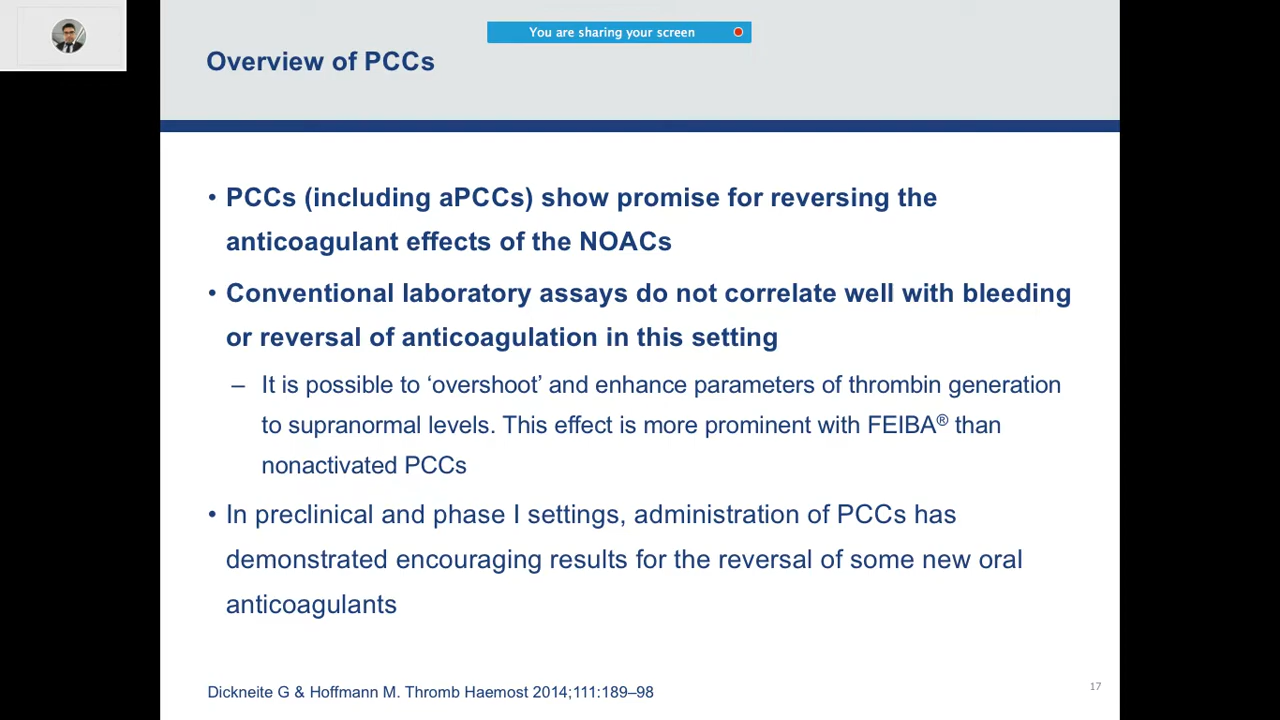 You are sharing your screen
Overview of PCCs
• PCCs (including aPCCs) show promise for reversing the
anticoagulant effects of the NOACs
• Conventional laboratory assays do not correlate well with bleeding
or reversal of anticoagulation in this setting
– It is possible to ‘overshoot’ and enhance parameters of thrombin generation
to supranormal levels. This effect is more prominent with FEIBA® than
nonactivated PCCs
• In preclinical and phase I settings, administration of PCCs has
demonstrated encouraging results for the reversal of some new oral
anticoagulants
Dickneite G & Hoffmann M. Thromb Haemost 2014;111:189–98
17